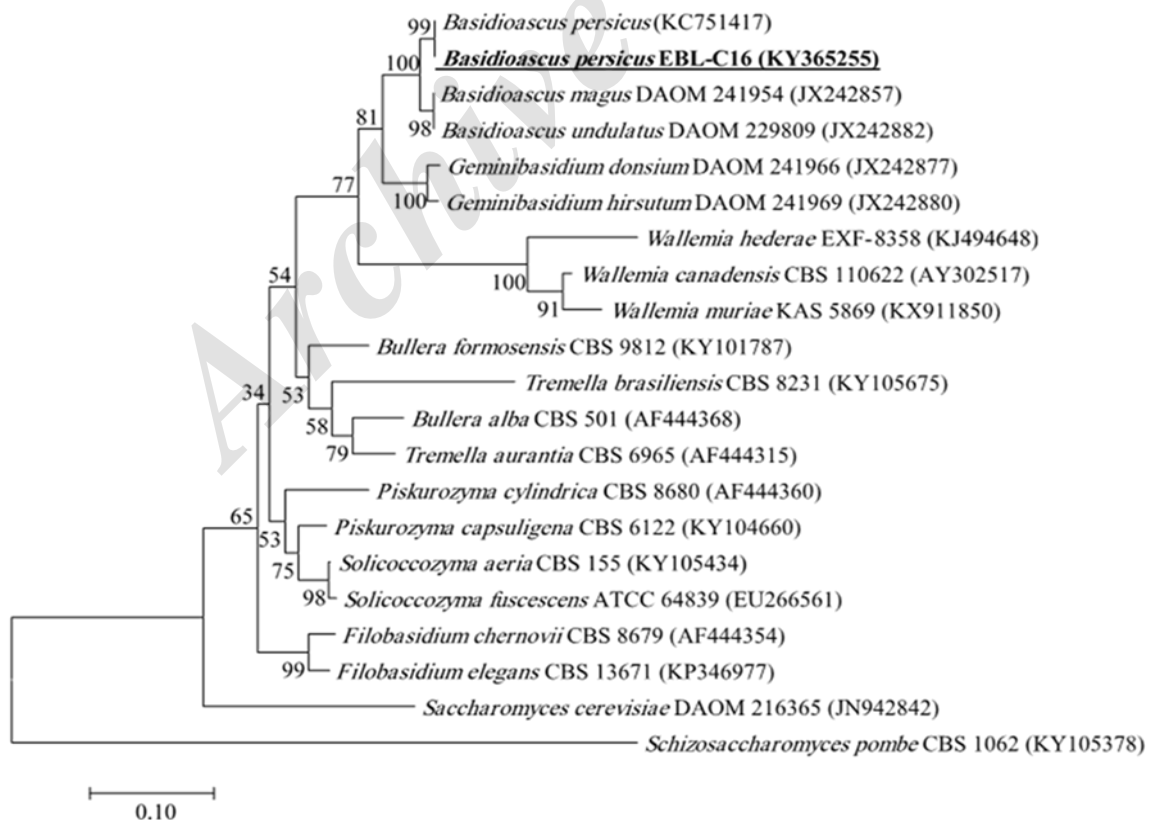 99 Basidioascus persicus (KC751417)
Basidioascus persicus EBL-C16 (KY365255)
100
Basidioascus magus DAOM 241954 (JX242857)
81
98 Basidioascus undulatus DAOM 229809 (JX242882)
Geminibasidium donsium DAOM 241966 (JX242877)
77
100 Geminibasidium hirsutum DAOM 241969 (JX242880)
Wallemia hederae EXF-8358 (KJ494648)
54
Wallemia canadensis CBS 110622 (AY302517)
100
91 Wallemia muriae KAS 5869 (KX911850)
Bullera formosensis CBS 9812 (KY101787)
34
53
Tremella brasiliensis CBS 8231 (KY105675)
58
Bullera alba CBS 501 (AF444368)
79 Tremella aurantia CBS 6965 (AF444315)
Piskurozyma cylindrica CBS 8680 (AF444360)
65
53
Piskurozyma capsuligena CBS 6122 (KY104660)
75
Solicoccozyma aeria CBS 155 (KY105434)
98 Solicoccozyma fuscescens ATCC 64839 (EU266561)
Filobasidium chernovii CBS 8679 (AF444354)
99 Filobasidium elegans CBS 13671 (KP346977)
Saccharomyces cerevisiae DAOM 216365 (JN942842)
Schizosaccharomyces pombe CBS 1062 (KY105378)
0.10
Archive